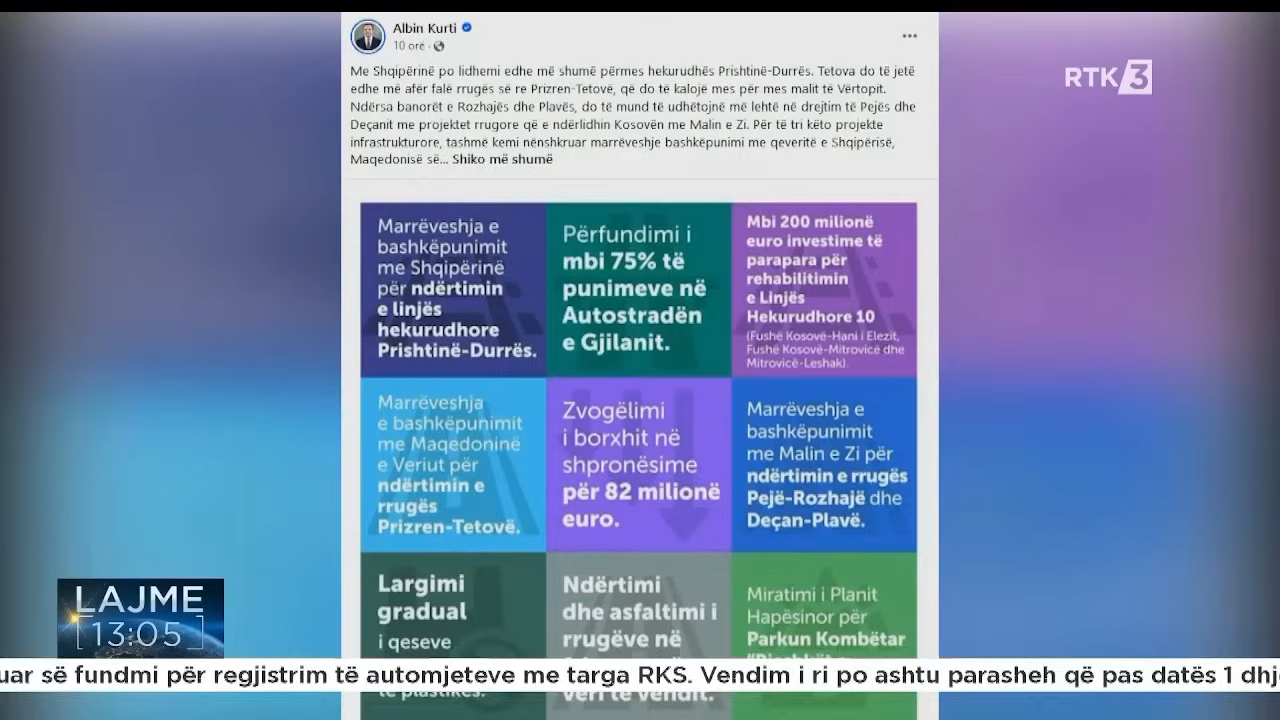 Albin Kurti
10 orë ·
RTK 3
Me Shqipërinë po lidhemi edhe më shumë përmes hekurudhës Prishtinë-Durrës. Tetova do të jetë
edhe më afër falë rrugës së re Prizren-Tetovë, që do të kalojë mes për mes malit të Vërtopit.
Ndërsa banorët e Rozhajës dhe Plavës, do të mund të udhëtojnë më lehtë në drejtim të Pejës dhe
Deçanit me projektet rrugore që e ndërlidhin Kosovën me Malin e Zi. Për të tri këto projekte
infrastrukturore, tashmë kemi nënshkruar marrëveshje bashkëpunimi me qeveritë e Shqipërisë,
Maqedonisë së... Shiko më shumë
Marrëveshja e
bashkëpunimit
me Shqipërinë
për ndërtimin
e linjës
hekurudhore
Prishtinë-Durrës.
Përfundimi i
mbi 75% të
punimeve në
Autostradën
e Gjilanit.
Mbi 200 milionë
euro investime të
parapara për
rehabilitimin
e Linjës
Hekurudhore 10
(Fushë Kosovë-Hani i Elezit,
Fushë Kosovë-Mitrovicë dhe
Mitrovicë-Leshak).
Marrëveshja
e bashkëpunimit
me Maqedoninë
e Veriut për
ndërtimin e
rrugës
Prizren-Tetovë.
Zvogëlimi
i borxhit në
shpronësime
për 82 milionë
euro.
Marrëveshja e
bashkëpunimit
me Malin e Zi për
ndërtimin e rrugës
Pejë-Rozhajë dhe
Deçan-Plavë.
Largimi
gradual
i qeseve
të plastikës.
Ndërtimi
dhe asfaltimi i
rrugëve në
veri të vendit.
Miratimi i Planit
Hapësinor për
Parkun Kombëtar
LAJME
13:05
uar së fundmi për regjistrim të automjeteve me targa RKS. Vendim i ri po ashtu parasheh që pas datës 1 dhj